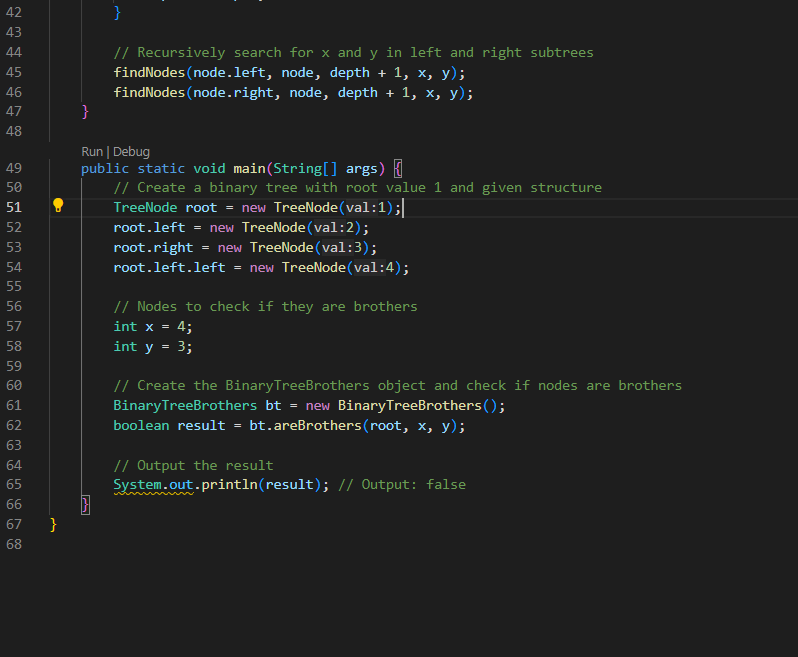 42 }
43
44 // Recursively search for x and y in left and right subtrees
45 findNodes(node.left, node, depth + 1, x, y);
46 findNodes(node.right, node, depth + 1, x, y);
47 }
48
Run | Debug
49 public static void main(String[] args) {
50 // Create a binary tree with root value 1 and given structure
51 TreeNode root = new TreeNode(val:1);
52 root.left = new TreeNode(val:2);
53 root.right = new TreeNode(val:3);
54 root.left.left = new TreeNode(val:4);
55
56 // Nodes to check if they are brothers
57 int x = 4;
58 int y = 3;
59
60 // Create the BinaryTreeBrothers object and check if nodes are brothers
61 BinaryTreeBrothers bt = new BinaryTreeBrothers();
62 boolean result = bt.areBrothers(root, x, y);
63
64 // Output the result
65 System.out.println(result); // Output: false
66 }
67 }
68